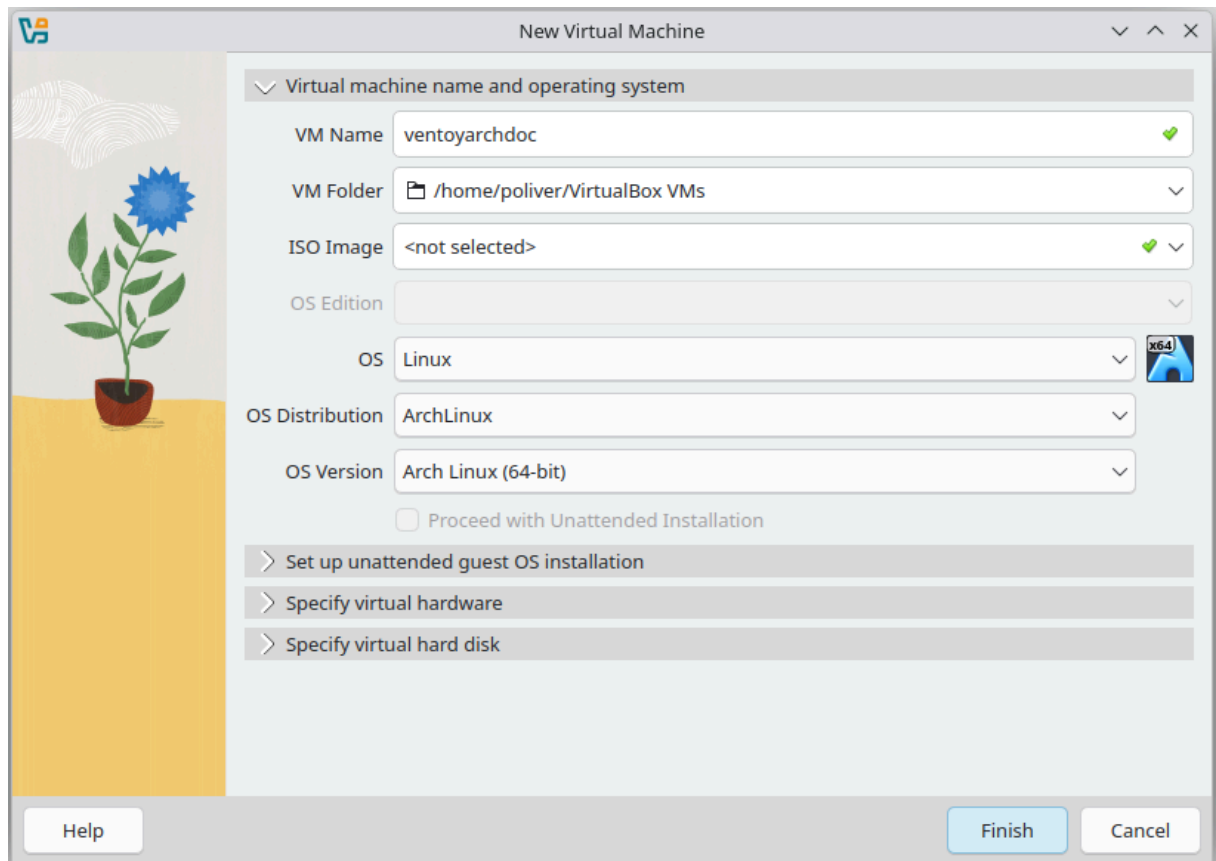 New Virtual Machine
Virtual machine name and operating system
VM Name ventoyarchdoc
VM Folder /home/poliver/VirtualBox VMs
ISO Image <not selected>
OS Edition
OS Linux
x64
OS Distribution ArchLinux
OS Version Arch Linux (64-bit)
Proceed with Unattended Installation
Set up unattended guest OS installation
Specify virtual hardware
Specify virtual hard disk
Help Finish Cancel